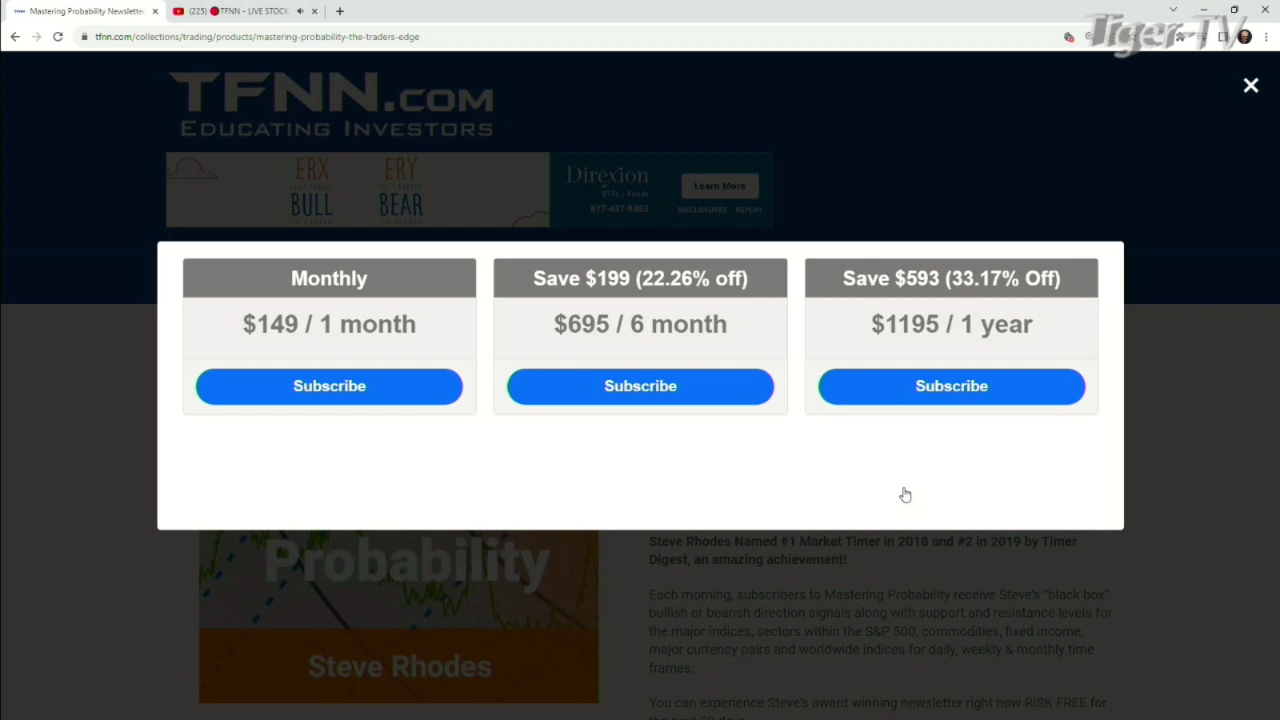 Mastering Probability Newsletter
(225) TFNN - LIVE STOCK
tfnn.com/collections/trading/products/mastering-probability-the-traders-edge
Tiger-TV
TFNN.COM
EDUCATING INVESTORS
ERX
BULL
ERY
BEAR
Direxion
877-437-9363
Learn More
DISCLOSURES REPLAY
Monthly
$149 / 1 month
Subscribe
Save $199 (22.26% off)
$695 / 6 month
Subscribe
Save $593 (33.17% Off)
$1195 / 1 year
Subscribe
Probability
Steve Rhodes
Steve Rhodes Named #1 Market Timer in 2018 and #2 in 2019 by Timer
Digest, an amazing achievement!
Each morning, subscribers to Mastering Probability receive Steve's "black box"
bullish or bearish direction signals along with support and resistance levels for
the major indices, sectors within the S&P 500, commodities, fixed income,
major currency pairs and worldwide indices for daily, weekly & monthly time
frames.
You can experience Steve's award winning newsletter right now RISK FREE for